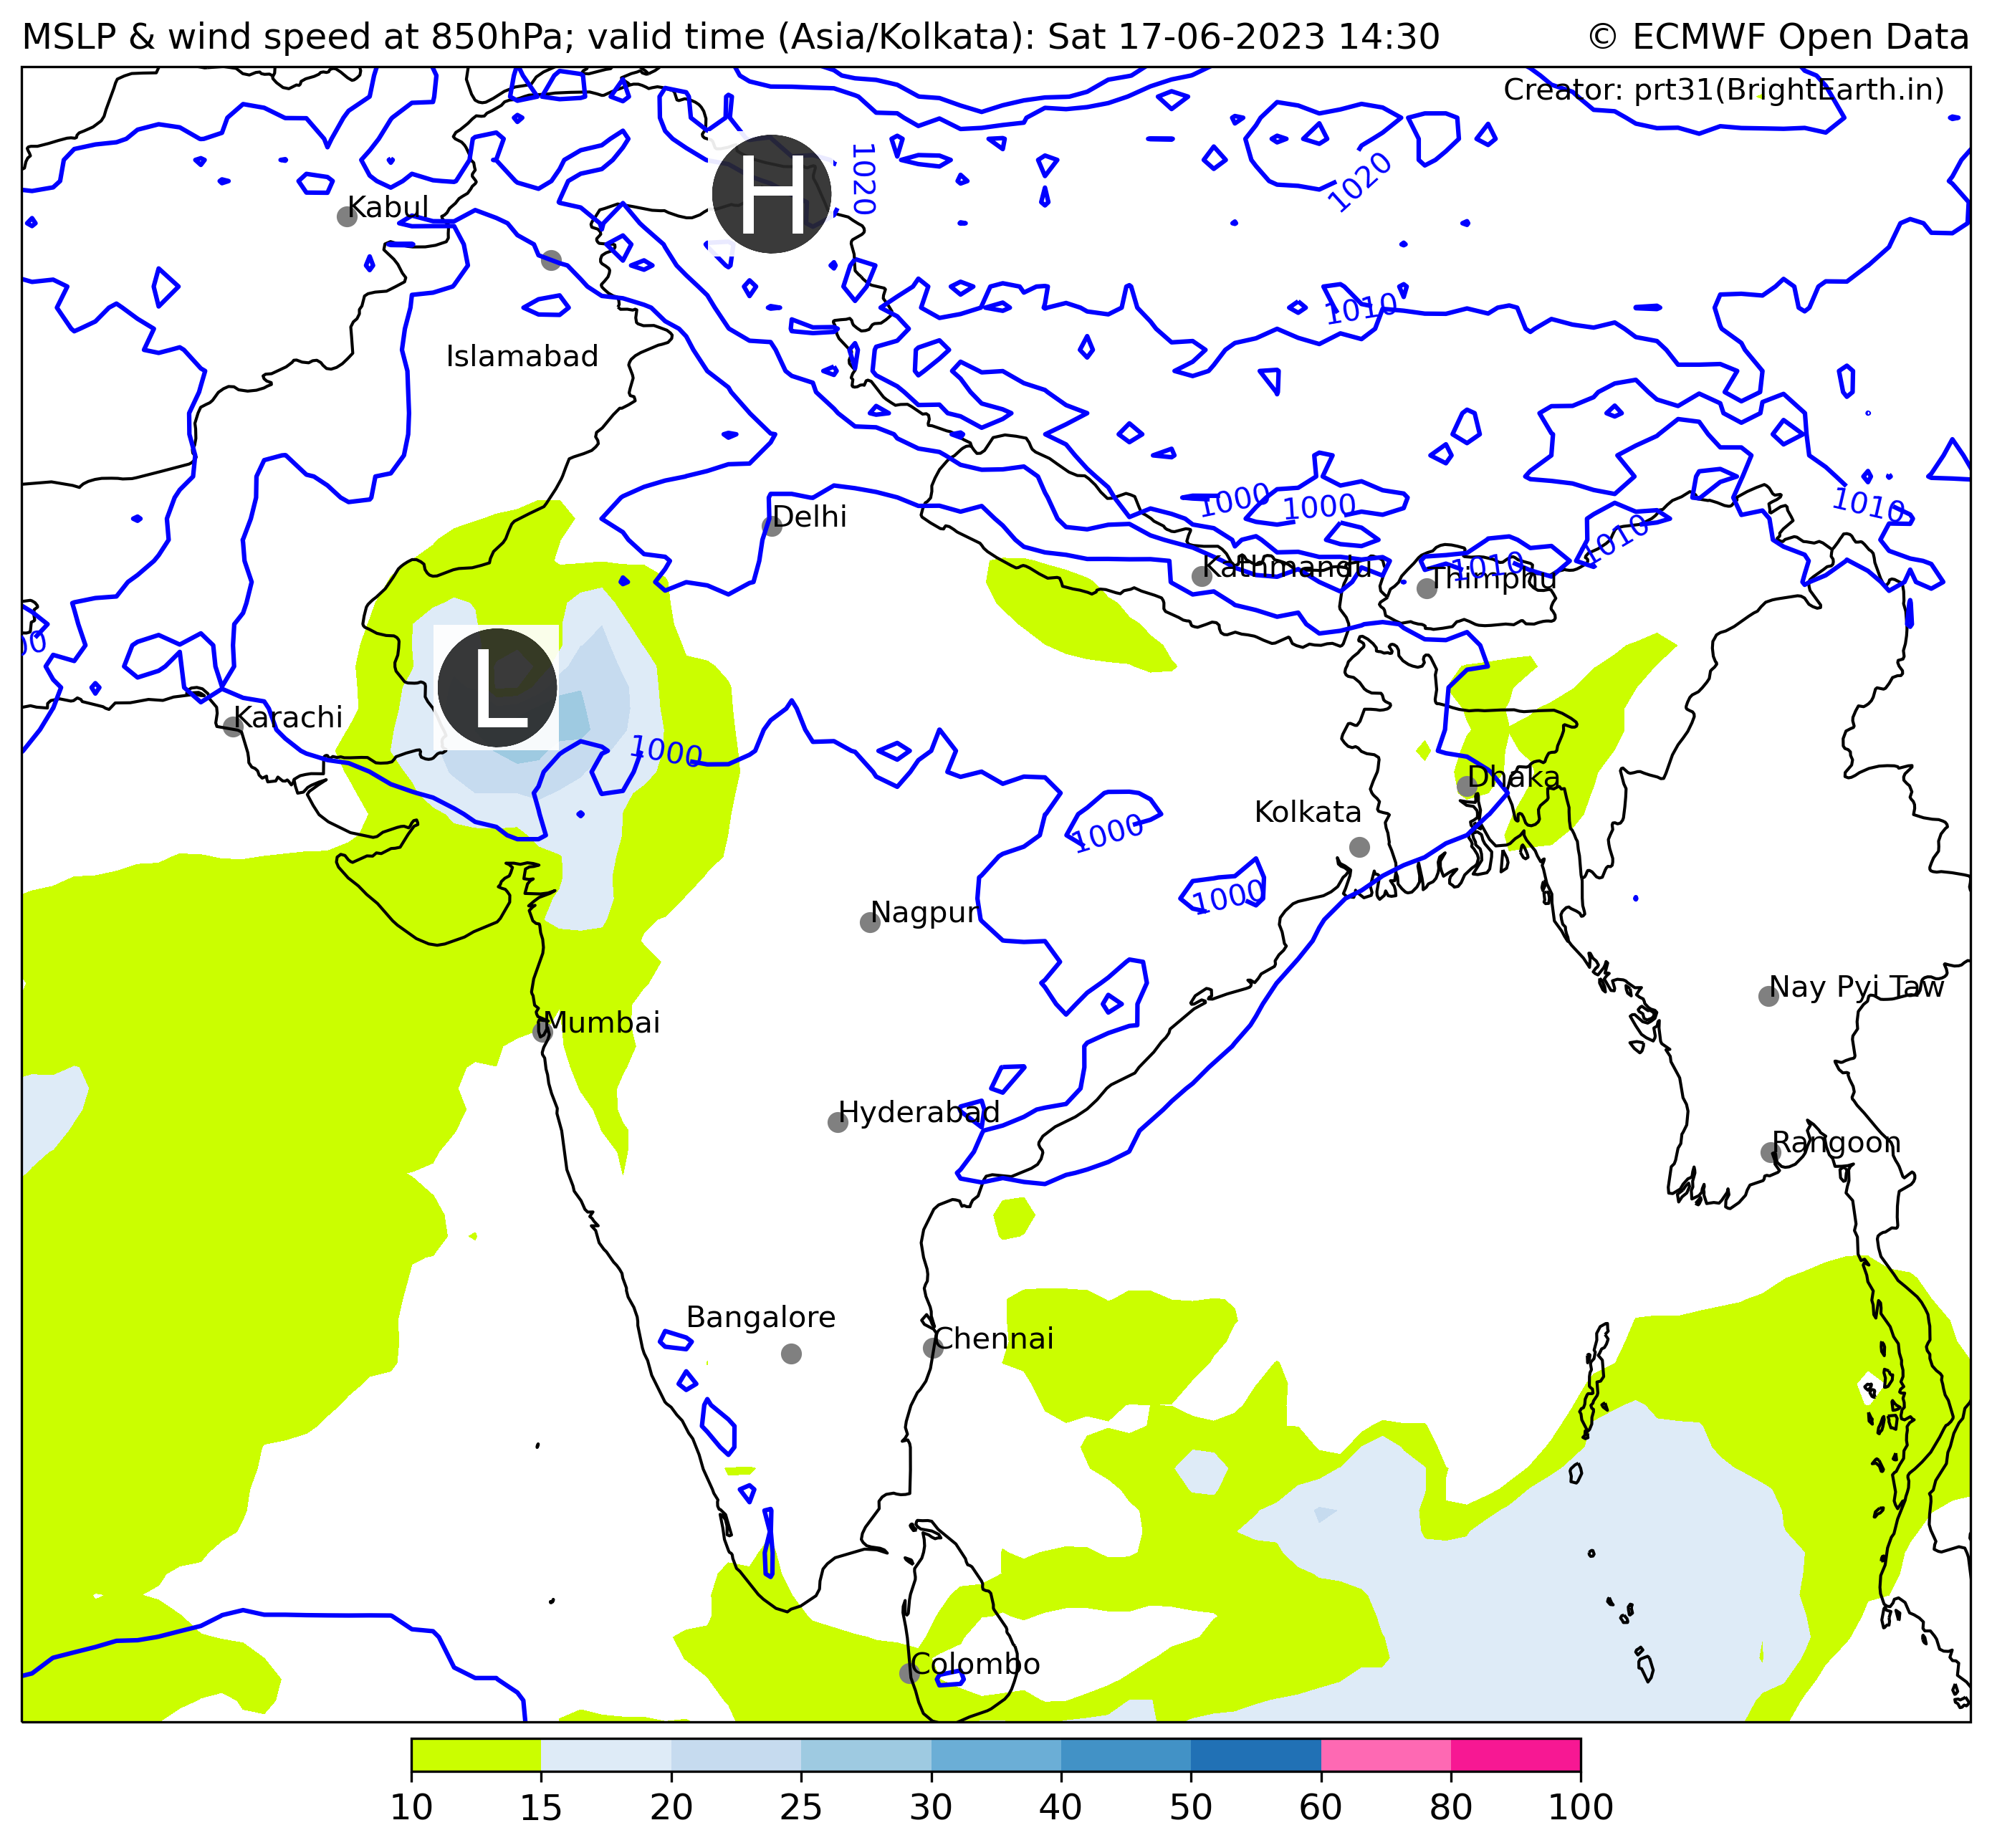 MSLP & wind speed at 850hPa; valid time (Asia/Kolkata): Sat 17-06-2023 14:30
© ECMWF Open Data
Creator: prt31(BrightEarth.in)
H
1020
1020
Kabul
1010
Islamabad
1000
1000
1010
Delhi
1010
1010
Kathmandu
Thimphu
L
Karachi
1000
Dhaka
Kolkata
1000
1000
Nagpur
Nay Pyi Taw
Mumbai
Hyderabad
Rangoon
Bangalore
Chennai
Colombo
10 15 20 25 30 40 50 60 80 100